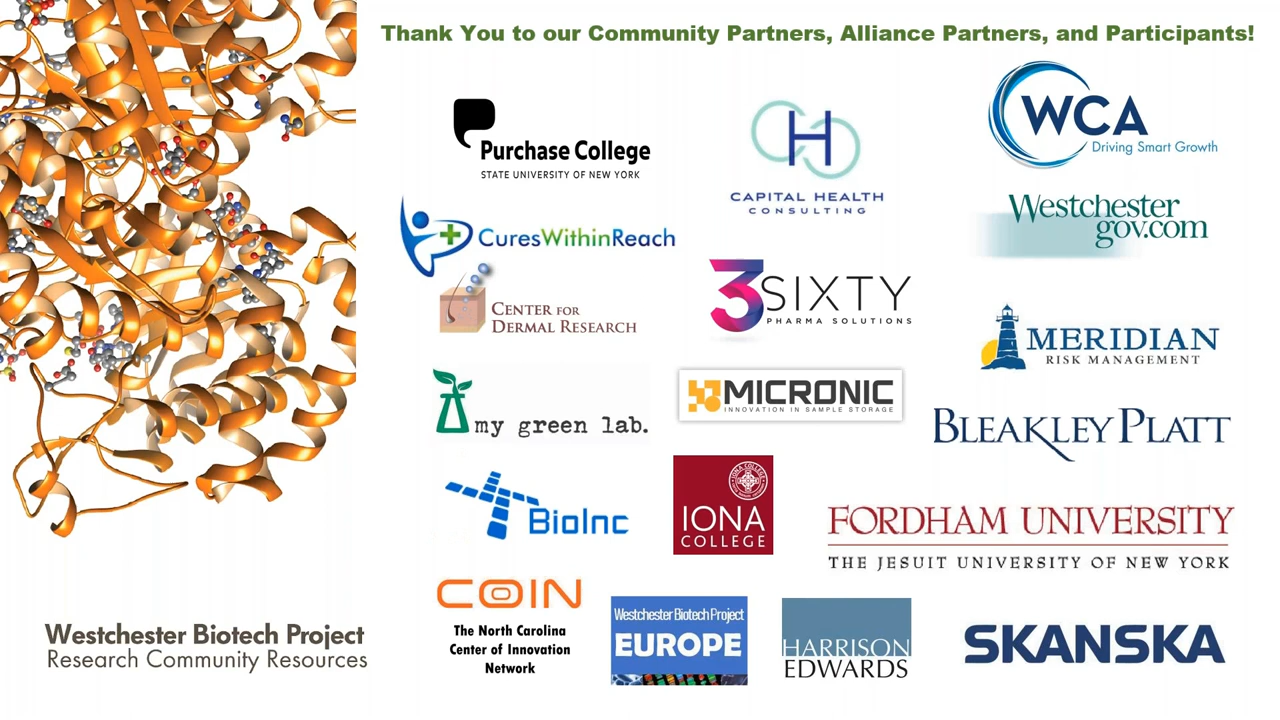 Thank You to our Community Partners, Alliance Partners, and Participants!
Purchase College
STATE UNIVERSITY OF NEW YORK
CH
CAPITAL HEALTH
CONSULTING
WCA
Driving Smart Growth
CuresWithinReach
Westchester
gov.com
CENTER FOR
DERMAL RESEARCH
3SIXTY
PHARMA SOLUTIONS
MERIDIAN
RISK MANAGEMENT
my green lab.
MICRONIC
INNOVATION IN SAMPLE STORAGE
BLEAKLEY PLATT
BioInc
IONA COLLEGE
IONA
COLLEGE
FORDHAM UNIVERSITY
THE JESUIT UNIVERSITY OF NEW YORK
COIN
The North Carolina
Center of Innovation
Network
Westchester Biotech Project
EUROPE
HARRISON
EDWARDS
SKANSKA
Westchester Biotech Project
Research Community Resources